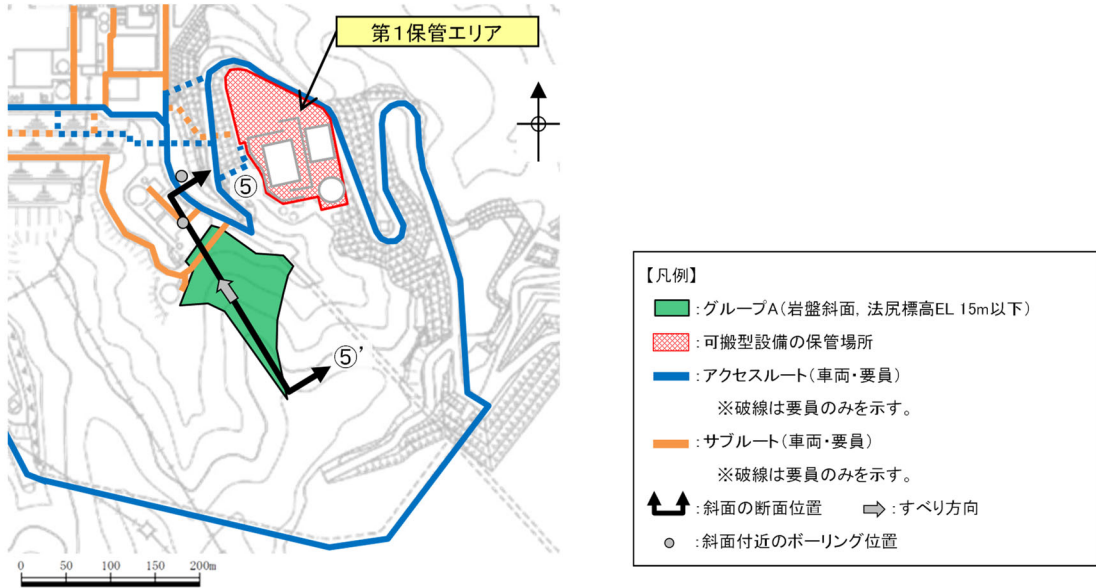 第1保管エリア
⑤
⑤’
0 50 100 150 200m
【凡例】
:グループA(岩盤斜面, 法尻標高EL 15m以下)
:可搬型設備の保管場所
:アクセスルート(車両・要員)
※破線は要員のみを示す。
:サブルート(車両・要員)
※破線は要員のみを示す。
:斜面の断面位置 :すべり方向
:斜面付近のボーリング位置